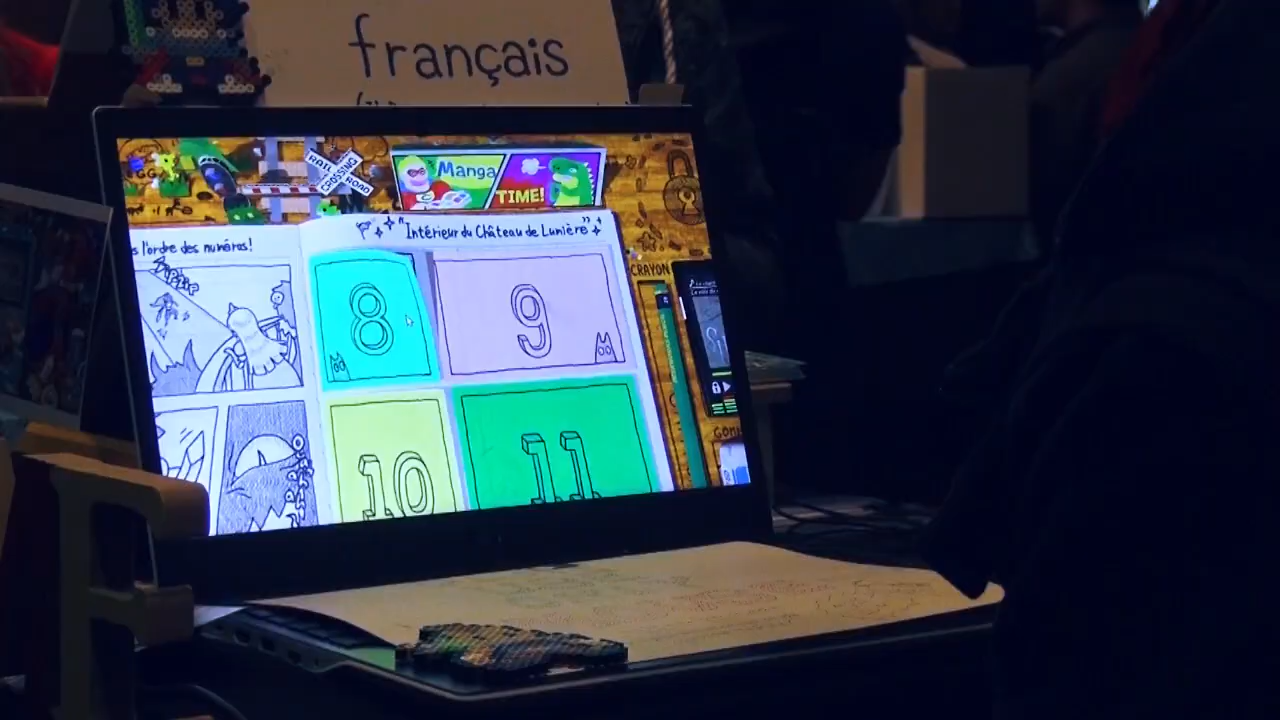 français
RAIL
CROSSING
ROAD
Manga
TIME!
l'ordre des numéros!
"Intérieur du Château de Lumière"
CRAYON
8
9
10
11